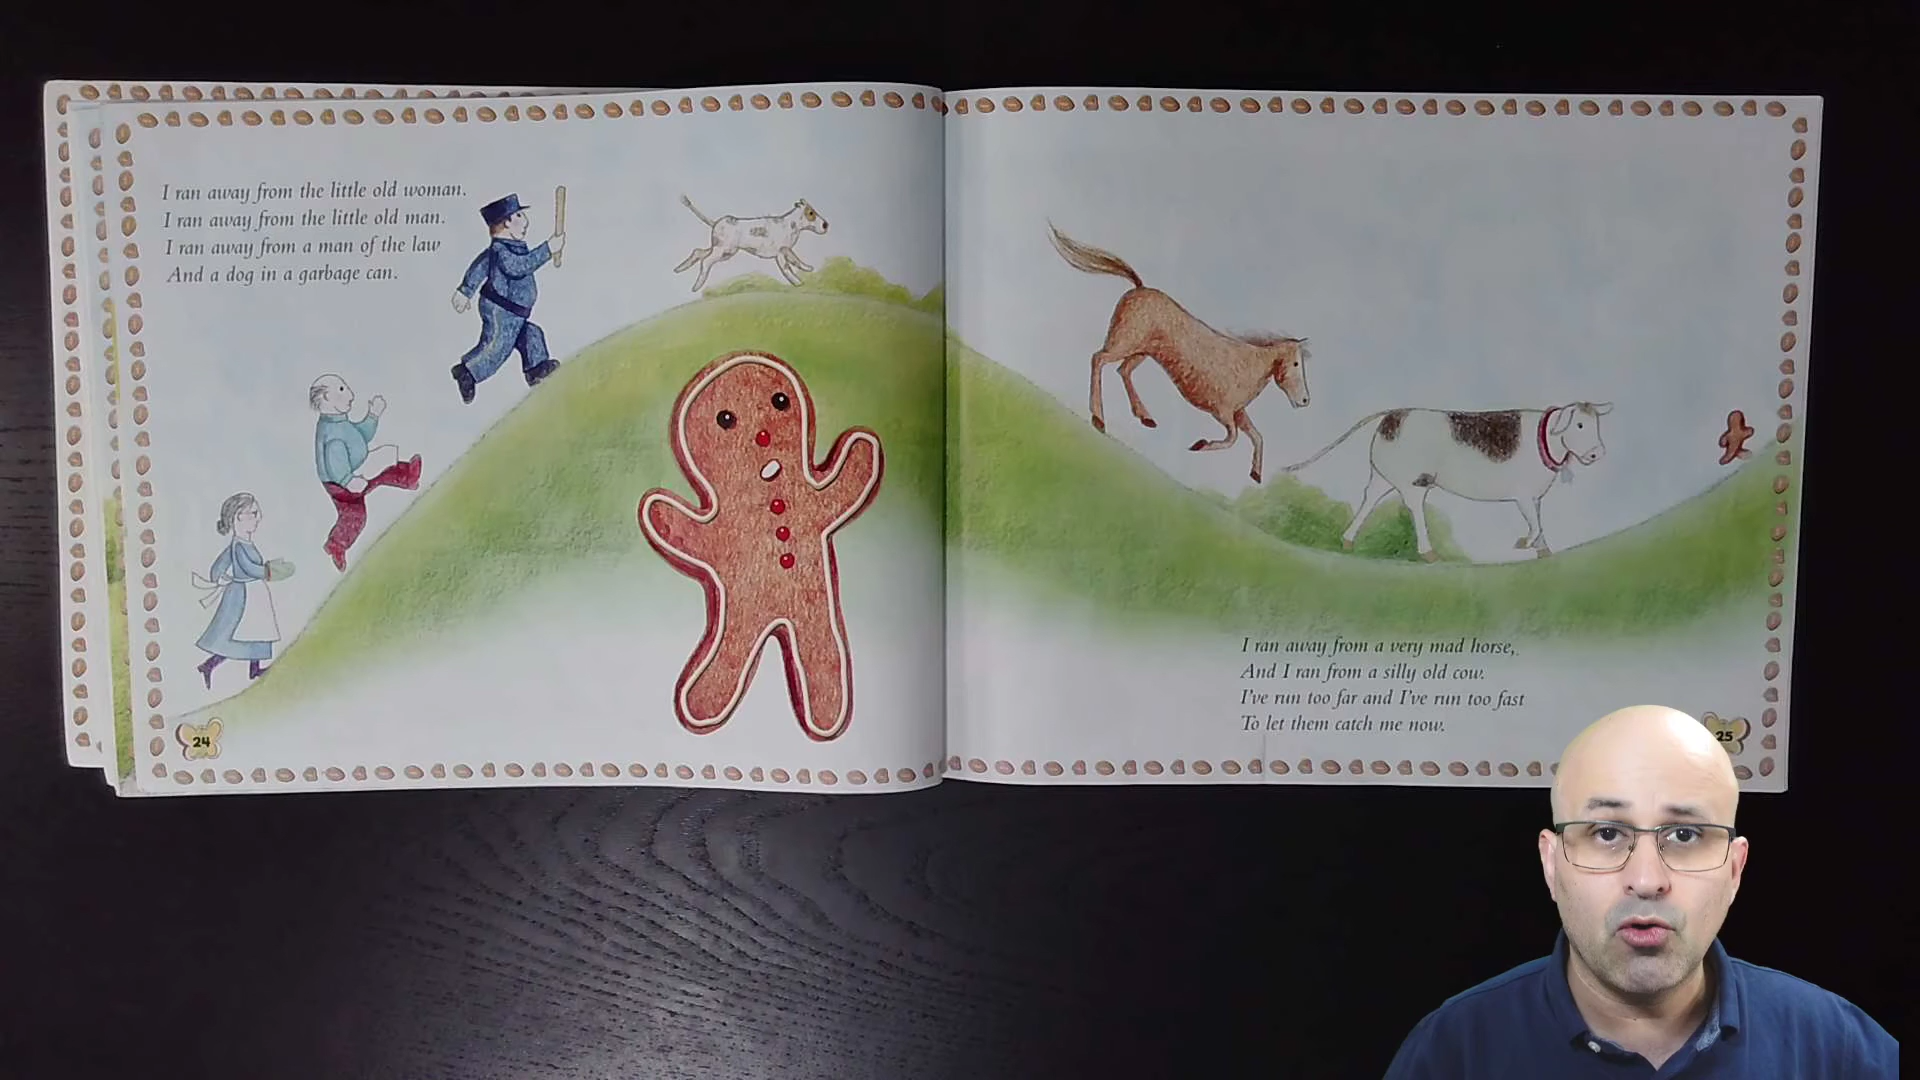 I ran away from the little old woman.
I ran away from the little old man.
I ran away from a man of the law
And a dog in a garbage can.
24
I ran away from a very mad horse,
And I ran from a silly old cow.
I've run too far and I've run too fast
To let them catch me now.
25